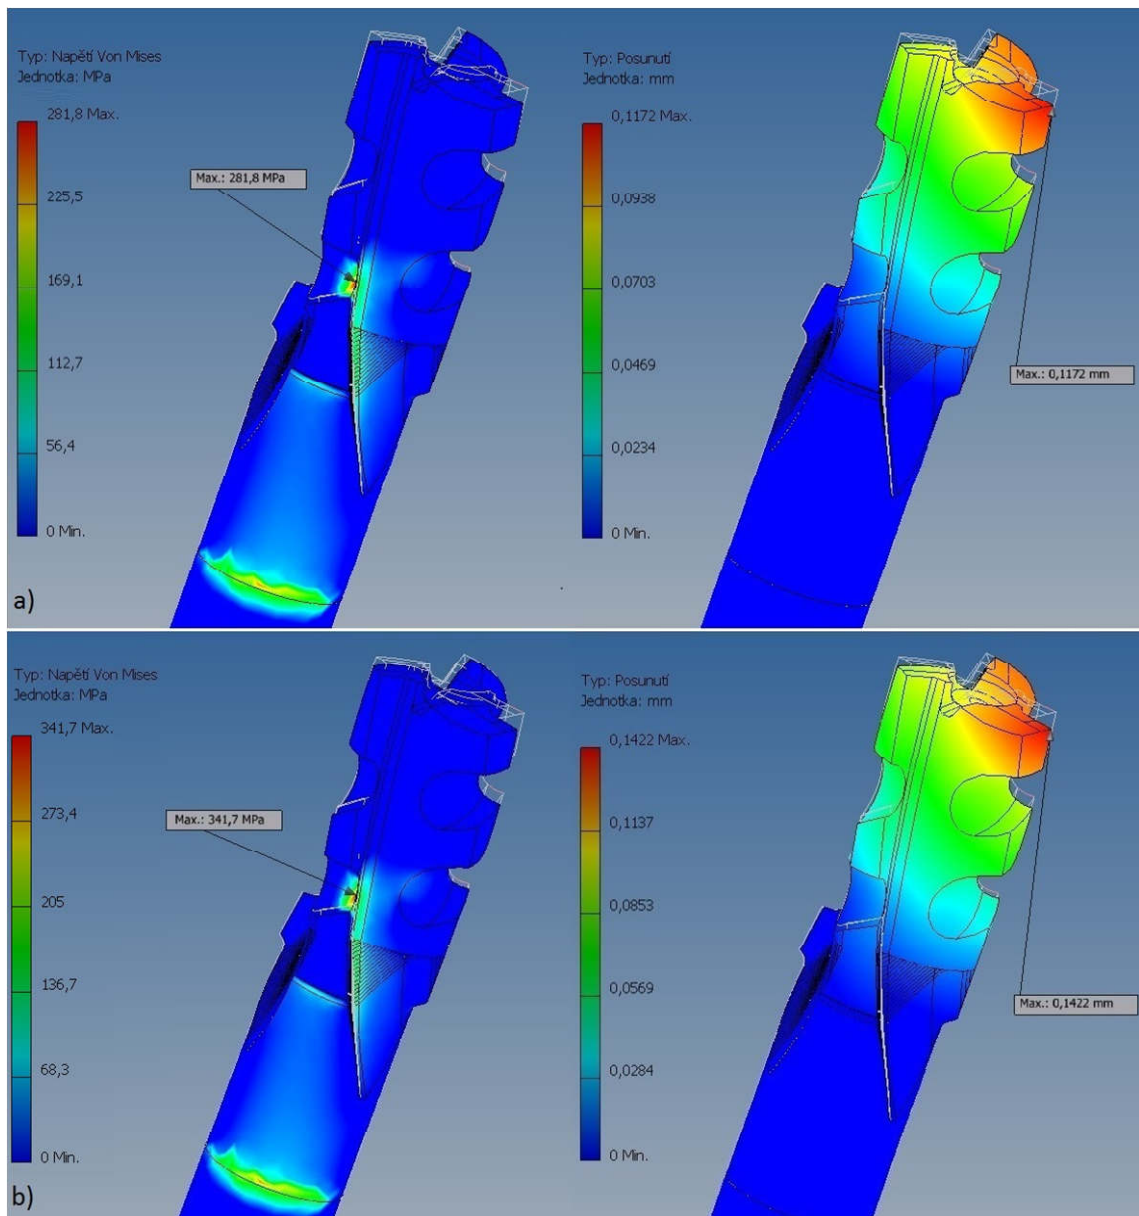 Typ: Napětí Von Mises
Jednotka: MPa
281,8 Max.
Max.: 281,8 MPa
225,5
169,1
112,7
56,4
0 Min.
a)
Typ: Posunutí
Jednotka: mm
0,1172 Max.
0,0938
0,0703
0,0469
Max.: 0,1172 mm
0,0234
0 Min.
Typ: Napětí Von Mises
Jednotka: MPa
341,7 Max.
273,4
Max.: 341,7 MPa
205
136,7
68,3
0 Min.
b)
Typ: Posunutí
Jednotka: mm
0,1422 Max.
0,1137
0,0853
0,0569
Max.: 0,1422 mm
0,0284
0 Min.